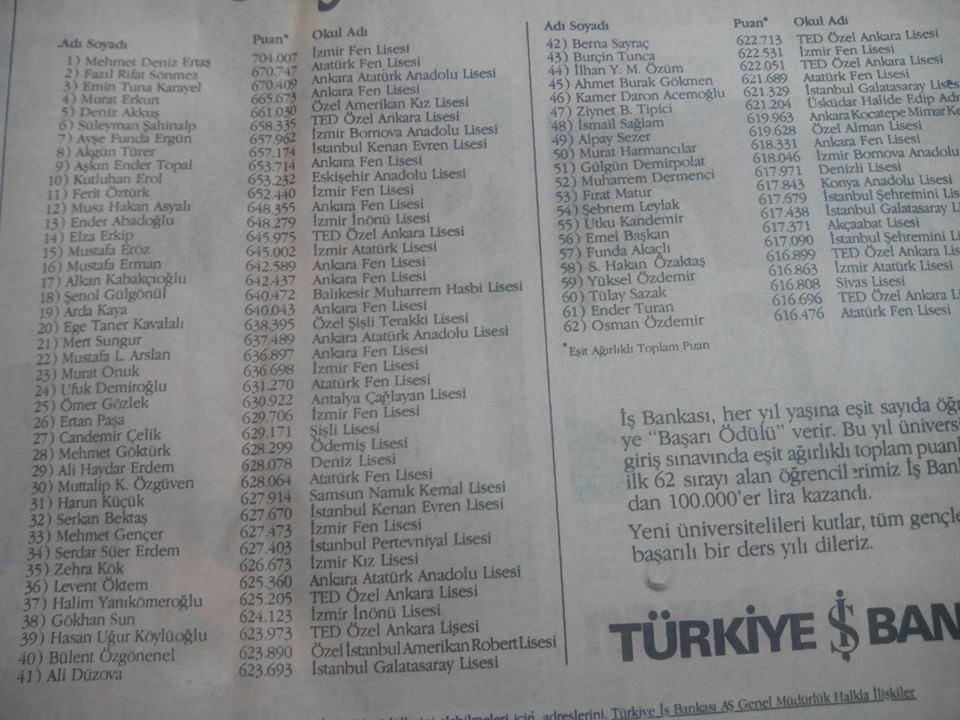 Adı Soyadı Puan* Okul Adı
1) Mehmet Deniz Ertaş 704.007 İzmir Fen Lisesi
2) Fazıl Rıfat Sönmez 670.747 Atatürk Fen Lisesi
3) Emin Tuna Karayel 670.409 Ankara Atatürk Anadolu Lisesi
4) Murat Erkurt 665.673 Ankara Fen Lisesi
5) Deniz Akkuş 661.030 Özel Amerikan Kız Lisesi
6) Süleyman Şahinalp 658.335 TED Özel Ankara Lisesi
7) Ayşe Funda Ergün 657.962 İzmir Bornova Anadolu Lisesi
8) Akgün Türer 657.174 İstanbul Kenan Evren Lisesi
9) Aşkın Ender Topal 653.714 Ankara Fen Lisesi
10) Kutluhan Erol 653.232 Eskişehir Anadolu Lisesi
11) Ferit Öztürk 652.440 İzmir Fen Lisesi
12) Musa Hakan Asyalı 648.355 Ankara Fen Lisesi
13) Ender Abadoğlu 648.279 İzmir İnönü Lisesi
14) Elza Erkip 645.975 TED Özel Ankara Lisesi
15) Mustafa Eröz 645.002 İzmir Atatürk Lisesi
16) Mustafa Erman 642.589 Ankara Fen Lisesi
17) Alkan Kabakçıoğlu 642.437 Ankara Fen Lisesi
18) Şenol Gülgönül 640.472 Balıkesir Muharrem Hasbi Lisesi
19) Arda Kaya 640.043 Ankara Fen Lisesi
20) Ege Taner Kavalalı 638.395 Özel Şişli Terakki Lisesi
21) Mert Sungur 637.489 Ankara Atatürk Anadolu Lisesi
22) Mustafa L. Arslan 636.897 Ankara Fen Lisesi
23) Murat Onuk 636.698 İzmir Fen Lisesi
24) Ufuk Demiroğlu 631.270 Atatürk Fen Lisesi
25) Ömer Gözlek 630.922 Antalya Çağlayan Lisesi
26) Ertan Paşa 629.706 İzmir Fen Lisesi
27) Candemir Çelik 629.171 Şişli Lisesi
28) Mehmet Göktürk 628.299 Ödemiş Lisesi
29) Ali Haydar Erdem 628.078 Deniz Lisesi
30) Muttalip K. Özgüven 628.064 Atatürk Fen Lisesi
31) Harun Küçük 627.914 Samsun Namık Kemal Lisesi
32) Serkan Bektaş 627.670 İstanbul Kenan Evren Lisesi
33) Mehmet Gençer 627.473 İzmir Fen Lisesi
34) Serdar Süer Erdem 627.403 İstanbul Pertevniyal Lisesi
35) Zehra Kök 626.673 İzmir Kız Lisesi
36) Levent Öktem 625.360 Ankara Atatürk Anadolu Lisesi
37) Halim Yanıkömeroğlu 625.205 TED Özel Ankara Lisesi
38) Gökhan Sun 624.123 İzmir İnönü Lisesi
39) Hasan Uğur Köylüoğlu 623.973 TED Özel Ankara Lisesi
40) Bülent Özgönenel 623.890 Özel İstanbul Amerikan Robert Lisesi
41) Ali Düzova 623.693 İstanbul Galatasaray Lisesi
Adı Soyadı Puan* Okul Adı
42) Berna Sayraç 622.713 TED Özel Ankara Lisesi
43) Burçin Tunca 622.531 İzmir Fen Lisesi
44) İlhan Y. M. Özüm 622.051 TED Özel Ankara Lisesi
45) Ahmet Burak Gökmen 621.689 Atatürk Fen Lisesi
46) Kamer Daron Acemoğlu 621.329 İstanbul Galatasaray Lises
47) Ziynet B. Tipici 621.204 Üsküdar Halide Edip Adı
48) İsmail Sağlam 619.963 Ankara Kocatepe Mimar Ke
49) Alpay Sezer 619.628 Özel Alman Lisesi
50) Murat Harmancılar 618.331 Ankara Fen Lisesi
51) Gülgün Demirpolat 618.046 İzmir Bornova Anadolu
52) Muharrem Dermenci 617.971 Denizli Lisesi
53) Fırat Matur 617.843 Konya Anadolu Lisesi
54) Şebnem Leylak 617.679 İstanbul Şehremini Lis
55) Utku Kandemir 617.438 İstanbul Galatasaray L
56) Emel Başkan 617.371 Akçaabat Lisesi
57) Funda Akaçlı 617.090 İstanbul Şehremini Li
58) S. Hakan Özaktaş 616.899 TED Özel Ankara Lis
59) Yüksel Özdemir 616.863 İzmir Atatürk Lisesi
60) Tülay Sazak 616.808 Sivas Lisesi
61) Ender Turan 616.696 TED Özel Ankara Li
62) Osman Özdemir 616.476 Atatürk Fen Lisesi
*Eşit Ağırlıklı Toplam Puan
İş Bankası, her yıl yaşına eşit sayıda öğr
ye "Başarı Ödülü" verir. Bu yıl üniversi
giriş sınavında eşit ağırlıklı toplam puanl
ilk 62 sırayı alan öğrencilerimiz İş Ban
dan 100.000'er lira kazandı.
Yeni üniversitelileri kutlar, tüm gençle
başarılı bir ders yılı dileriz.
TÜRKİYE İŞ BAN
adreslerini, Türkiye İş Bankası AŞ Genel Müdürlük Halkla İlişkiler